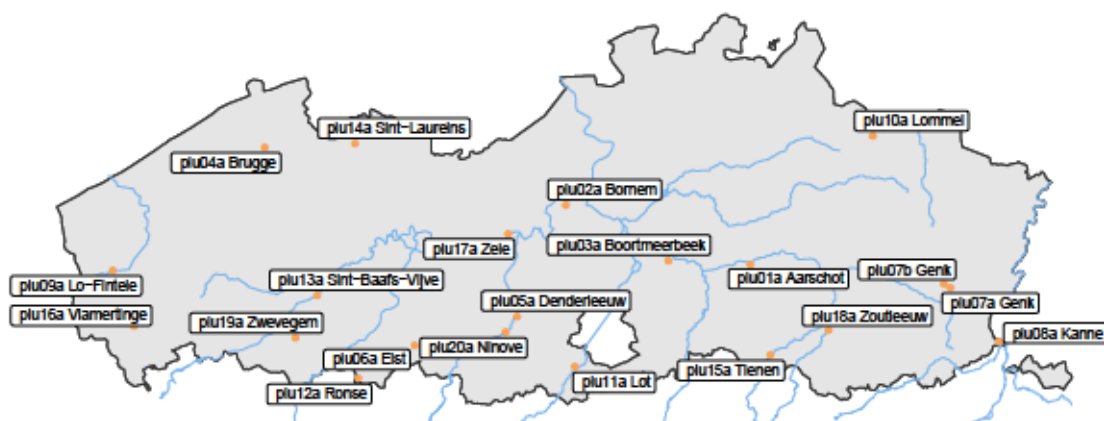 plu14a Sint-Laureins
plu10a Lommel
plu04a Brugge
plu02a Bornem
plu17a Zele
plu03a Boortmeerbeek
plu13a Sint-Baafs-Vijve
plu01a Aarschot
plu07b Genk
plu09a Lo-Fintele
plu05a Denderleeuw
plu07a Genk
plu16a Vlamertinge
plu19a Zwevegem
plu18a Zoutleeuw
plu08a Kanne
plu20a Ninove
plu06a Elst
plu15a Tienen
plu11a Lot
plu12a Ronse